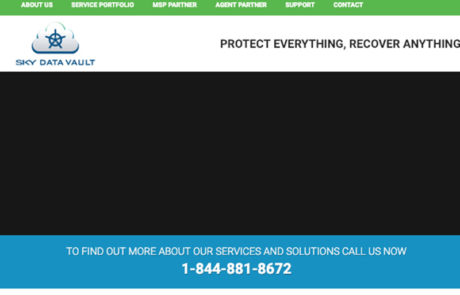 ABOUT US SERVICE PORTFOLIO MSP PARTNER AGENT PARTNER SUPPORT CONTACT
SKY DATA VAULT
PROTECT EVERYTHING, RECOVER ANYTHING
TO FIND OUT MORE ABOUT OUR SERVICES AND SOLUTIONS CALL US NOW
1-844-881-8672